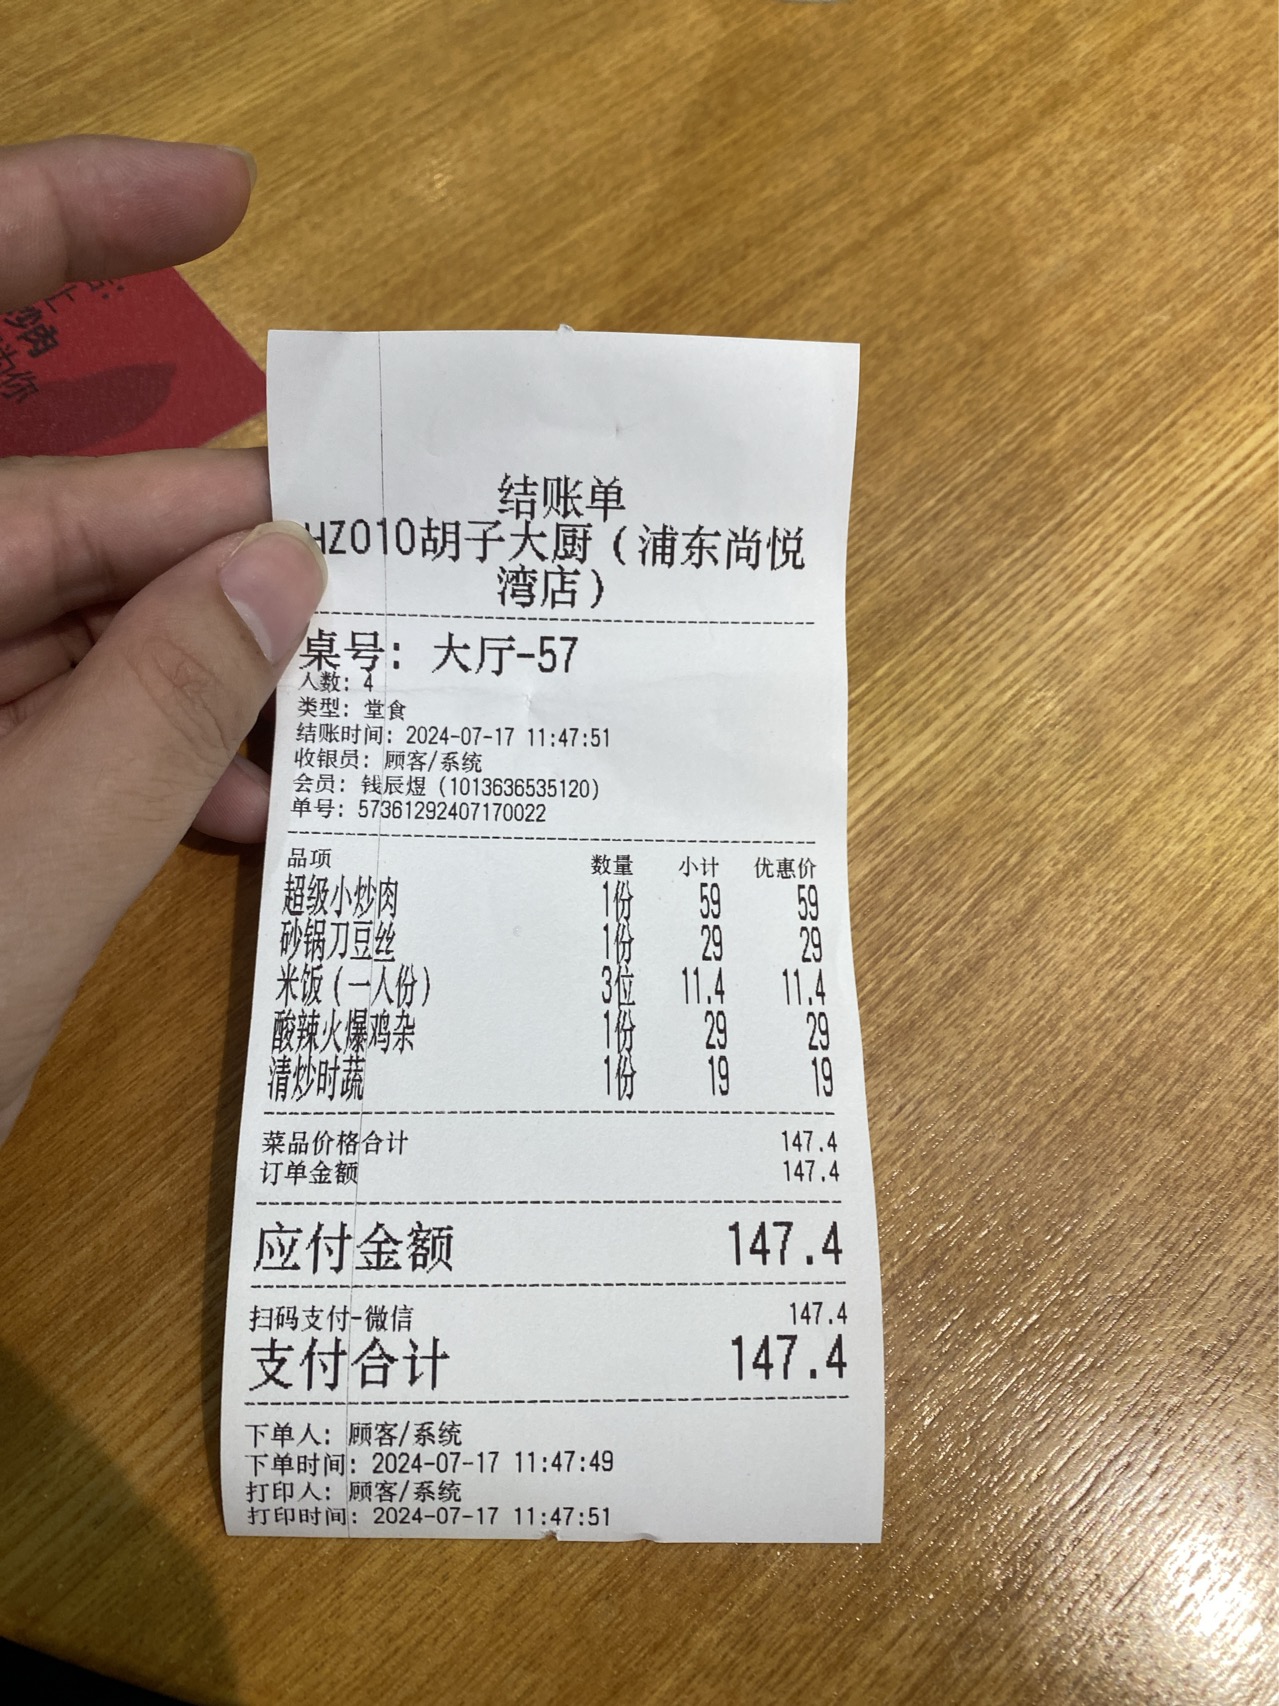 炒肉
结账单
HZ010胡子大厨（浦东尚悦
湾店）
桌号: 大厅-57
人数: 4
类型: 堂食
结账时间: 2024-07-17 11:47:51
收银员: 顾客/系统
会员: 钱辰煜 (1013636535120)
单号: 57361292407170022
品项 数量 小计 优惠价
超级小炒肉 1份 59 59
砂锅刀豆丝 1份 29 29
米饭（一人份） 3位 11.4 11.4
酸辣火爆鸡杂 1份 29 29
清炒时蔬 1份 19 19
菜品价格合计 147.4
订单金额 147.4
应付金额 147.4
扫码支付-微信 147.4
支付合计 147.4
下单人: 顾客/系统
下单时间: 2024-07-17 11:47:49
打印人: 顾客/系统
打印时间: 2024-07-17 11:47:51